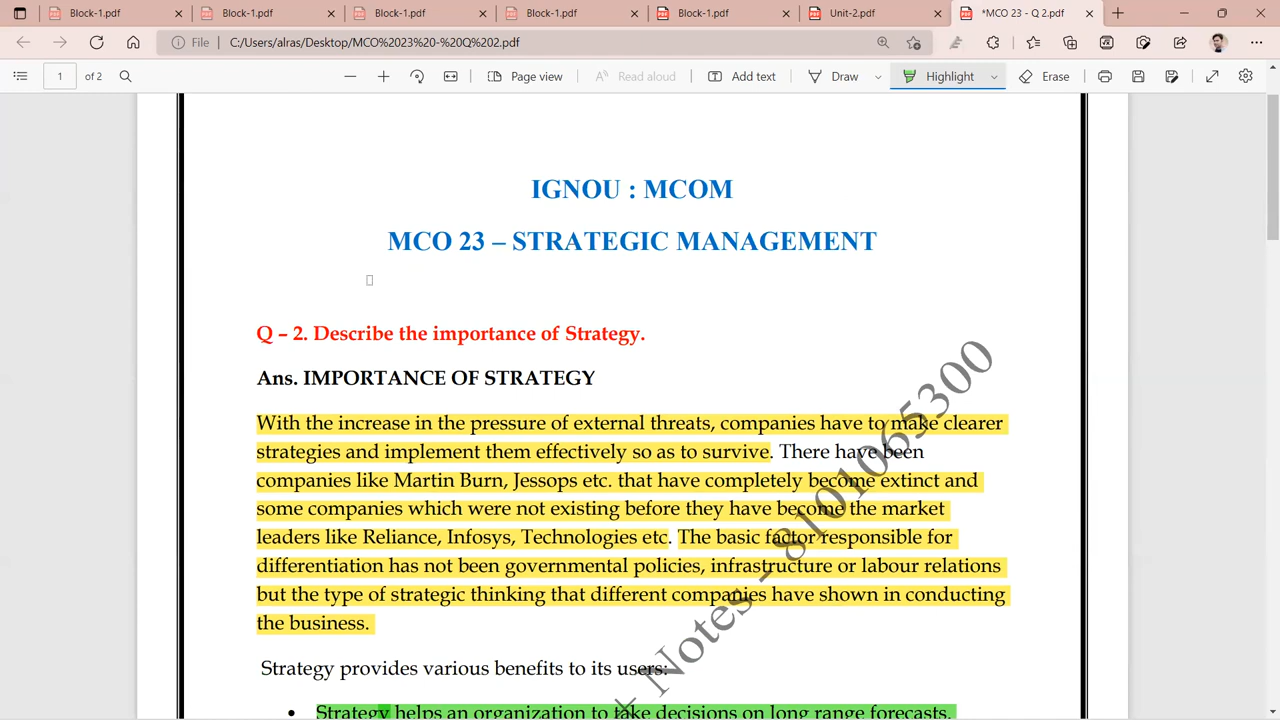 Block-1.pdf
Block-1.pdf
Block-1.pdf
Block-1.pdf
Block-1.pdf
Unit-2.pdf
*MCO 23 - Q 2.pdf
File
C:/Users/alras/Desktop/MCO%2023%20-%20Q%202.pdf
1 of 2
Page view
Read aloud
Add text
Draw
Highlight
Erase
IGNOU : MCOM
MCO 23 – STRATEGIC MANAGEMENT
Q – 2. Describe the importance of Strategy.
Ans. IMPORTANCE OF STRATEGY
With the increase in the pressure of external threats, companies have to make clearer
strategies and implement them effectively so as to survive. There have been
companies like Martin Burn, Jessops etc. that have completely become extinct and
some companies which were not existing before they have become the market
leaders like Reliance, Infosys, Technologies etc. The basic factor responsible for
differentiation has not been governmental policies, infrastructure or labour relations
but the type of strategic thinking that different companies have shown in conducting
the business.
Strategy provides various benefits to its users:
• Strategy helps an organization to take decisions on long range forecasts.
+ Notes - 8101065300